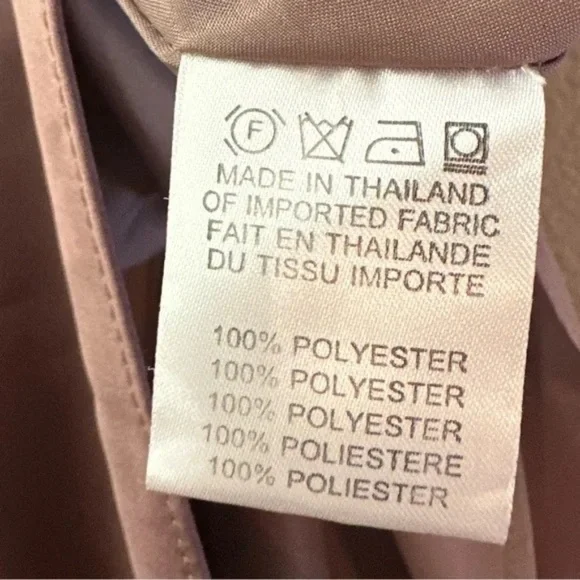 F
MADE IN THAILAND
OF IMPORTED FABRIC
FAIT EN THAILANDE
DU TISSU IMPORTE
100% POLYESTER
100% POLYESTER
100% POLYESTER
100% POLIESTERE
100% POLIESTER